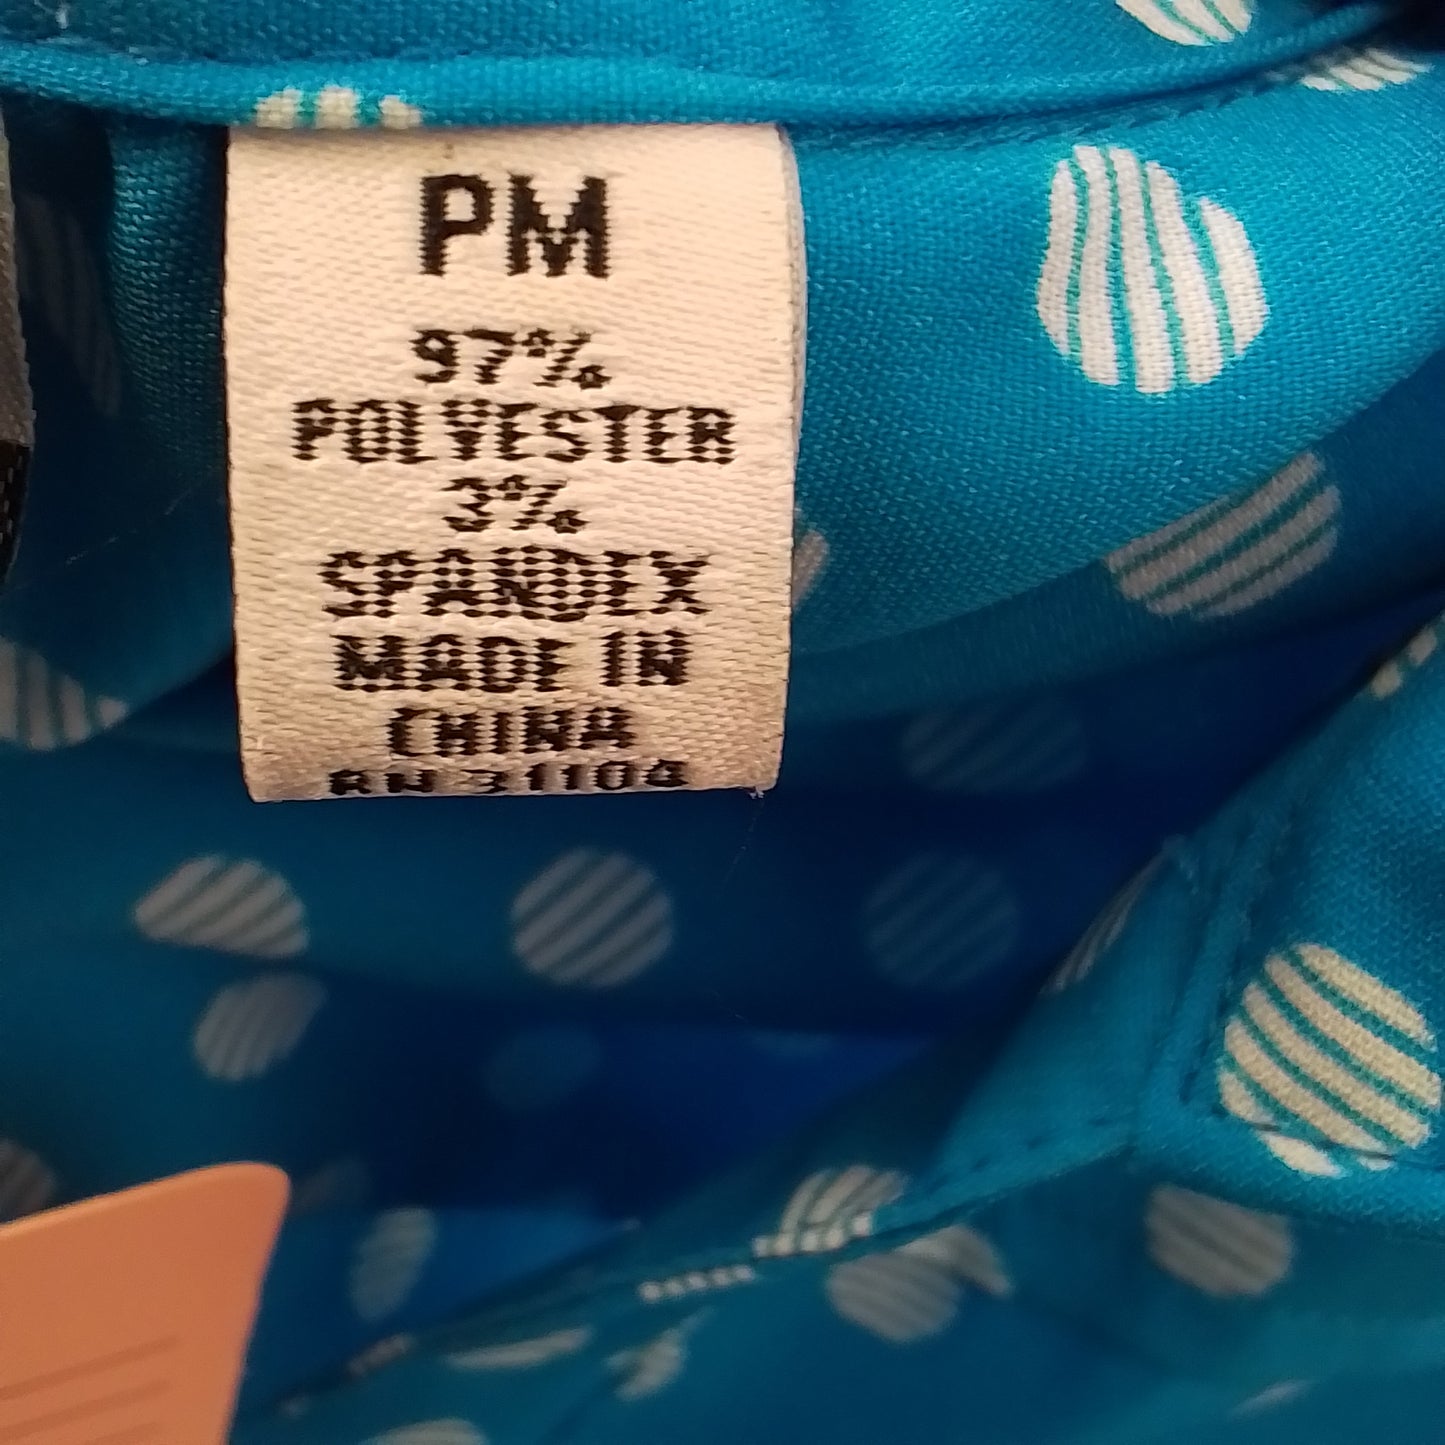 PM
97%
POLYESTER
3%
SPANDEX
MADE IN
CHINA
RN 31104